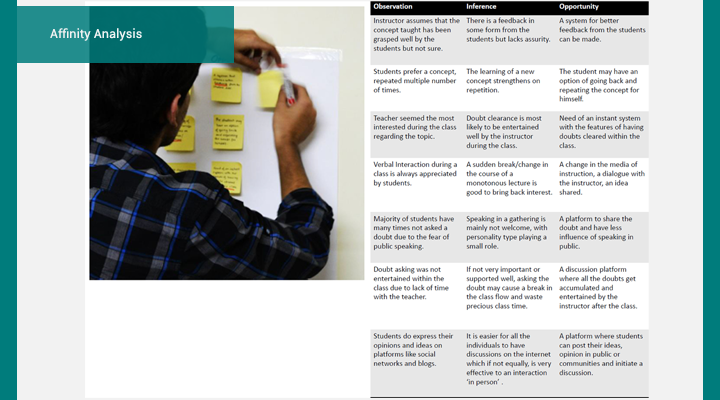 Affinity Analysis
Observation Inference Opportunity
Instructor assumes that the
concept taught has been
grasped well by the
students but not sure.
There is a feedback in
some form from the
students but lacks assurity.
A system for better
feedback from the students
can be made.
Students prefer a concept,
repeated multiple number
of times.
The learning of a new
concept strengthens on
repetition.
The student may have an
option of going back and
repeating the concept for
himself.
Teacher seemed the most
interested during the class
regarding the topic.
Doubt clearance is most
likely to be entertained
well by the instructor
during the class.
Need of an instant system
with the features of having
doubts cleared within the
class.
Verbal Interaction during a
class is always appreciated
by students.
A sudden break/change in
the course of a
monotonous lecture is
good to bring back interest.
A change in the media of
instruction, a dialogue with
the instructor, an idea
shared.
Majority of students have
many times not asked a
doubt due to the fear of
public speaking.
Speaking in a gathering is
mainly not welcome, with
personality type playing a
small role.
A platform to share the
doubt and have less
influence of speaking in
public.
Doubt asking was not
entertained within the
class due to lack of time
with the teacher.
If not very important or
supported well, asking the
doubt may cause a break in
the class flow and waste
precious class time.
A discussion platform
where all the doubts get
accumulated and
entertained by the
instructor after the class.
Students do express their
opinions and ideas on
platforms like social
networks and blogs.
It is easier for all the
individuals to have
discussions on the internet
which if not equally, is very
effective to an interaction
‘in person’ .
A platform where students
can post their ideas,
opinion in public or
communities and initiate a
discussion.